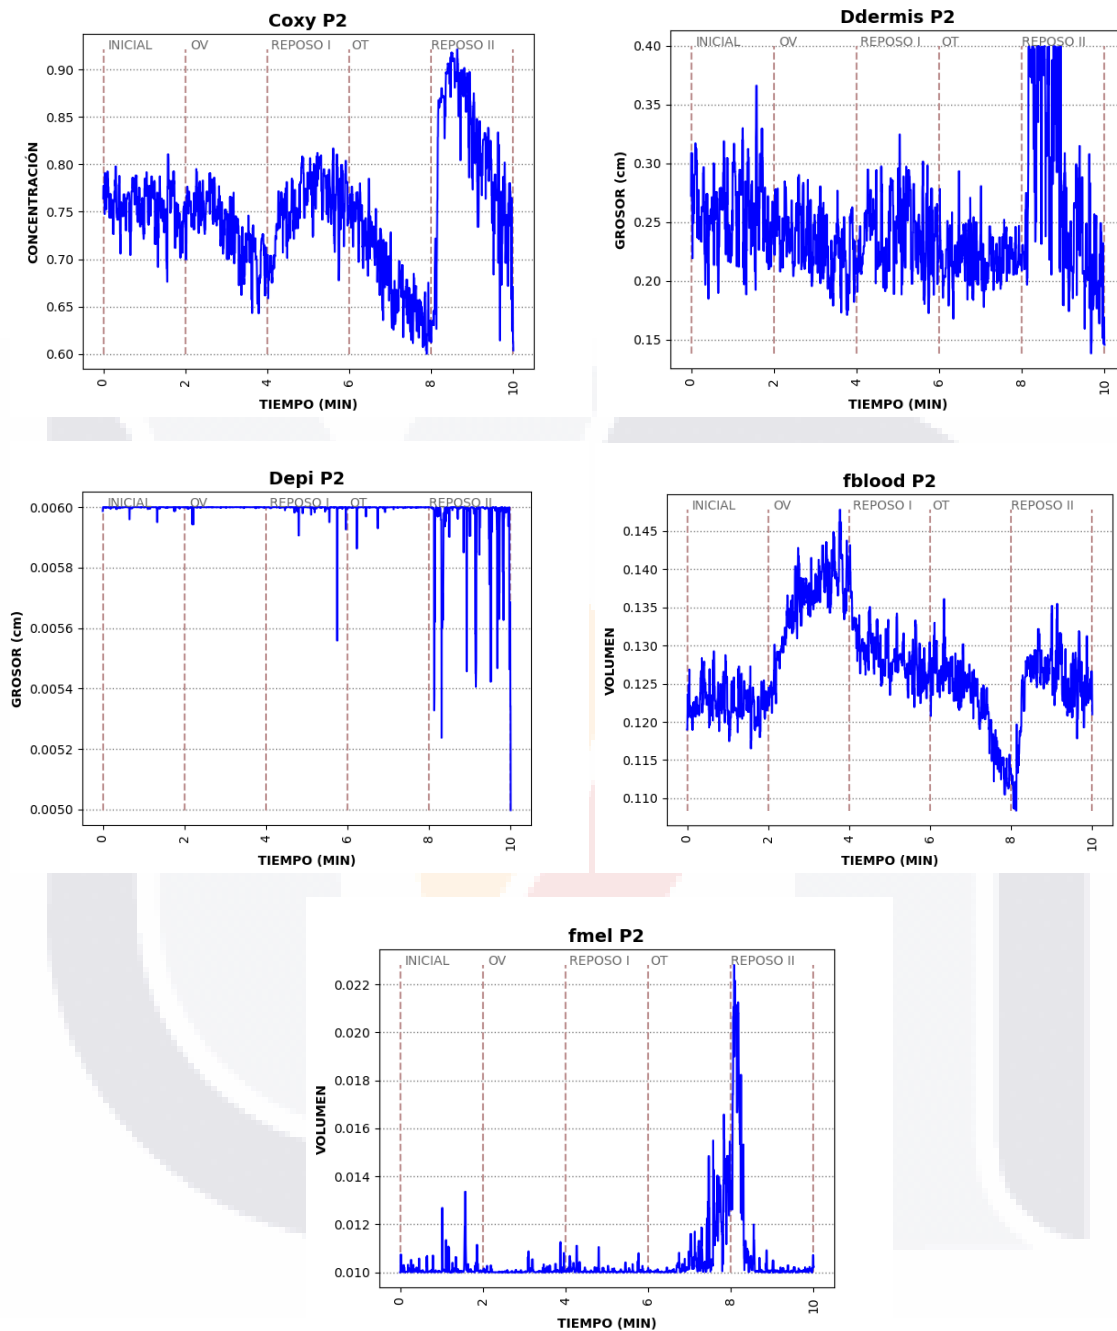 Coxy P2
INICIAL OV REPOSO I OT REPOSO II
CONCENTRACIÓN
0.90
0.85
0.80
0.75
0.70
0.65
0.60
0 2 4 6 8 10
TIEMPO (MIN)
Ddermis P2
INICIAL OV REPOSO I OT REPOSO II
GROSOR (cm)
0.40
0.35
0.30
0.25
0.20
0.15
0 2 4 6 8 10
TIEMPO (MIN)
Depi P2
INICIAL OV REPOSO I OT REPOSO II
GROSOR (cm)
0.0060
0.0058
0.0056
0.0054
0.0052
0.0050
0 2 4 6 8 10
TIEMPO (MIN)
fblood P2
INICIAL OV REPOSO I OT REPOSO II
VOLUMEN
0.145
0.140
0.135
0.130
0.125
0.120
0.115
0.110
0 2 4 6 8 10
TIEMPO (MIN)
fmel P2
INICIAL OV REPOSO I OT REPOSO II
VOLUMEN
0.022
0.020
0.018
0.016
0.014
0.012
0.010
0 2 4 6 8 10
TIEMPO (MIN)